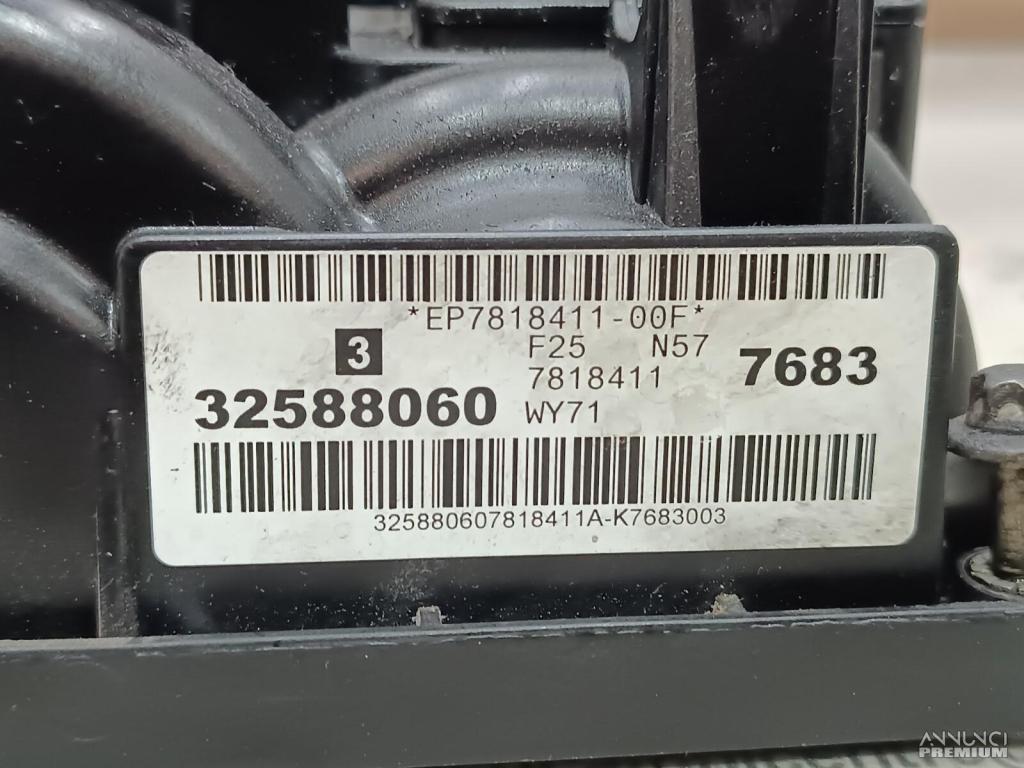 *EP7818411-00F*
3 F25 N57 7683
7818411
32588060 WY71
325880607818411A-K7683003
ANNUNCI
PREMIUM